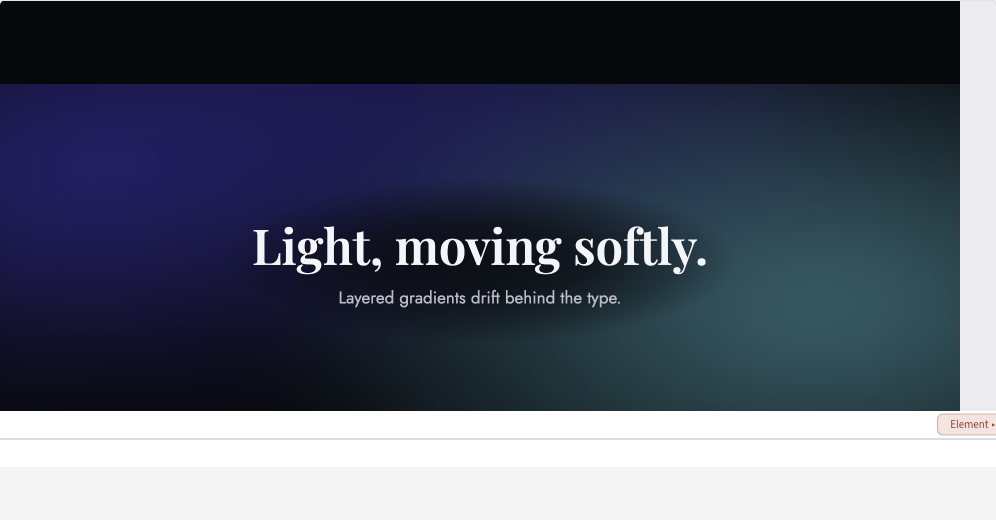 Light, moving softly.
Layered gradients drift behind the type.
Element